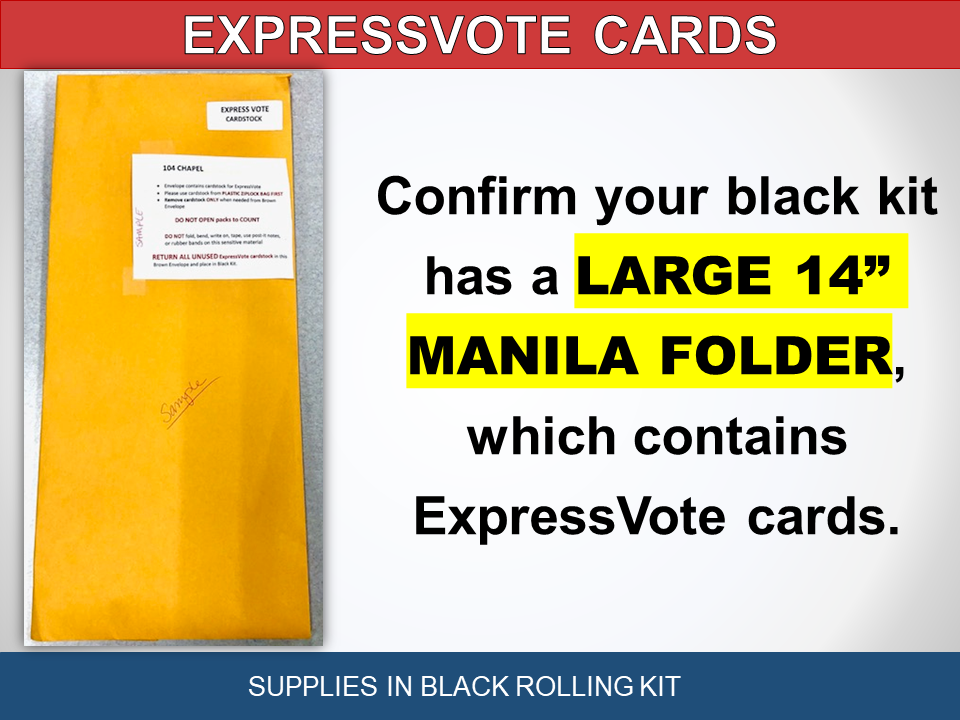 EXPRESSVOTE CARDS
EXPRESS VOTE
CARDSTOCK
104 CHAPEL
• Envelope contains cardstock for ExpressVote
• Please use cardstock from PLASTIC ZIPLOCK BAG FIRST
• Remove cardstock ONLY when needed from Brown
Envelope
DO NOT OPEN packs to COUNT
DO NOT fold, bend, write on, tape, use post-it notes,
or rubber bands on this sensitive material
RETURN ALL UNUSED ExpressVote cardstock in this
Brown Envelope and place in Black Kit.
SAMPLE
Sample
Confirm your black kit
has a LARGE 14”
MANILA FOLDER,
which contains
ExpressVote cards.
SUPPLIES IN BLACK ROLLING KIT